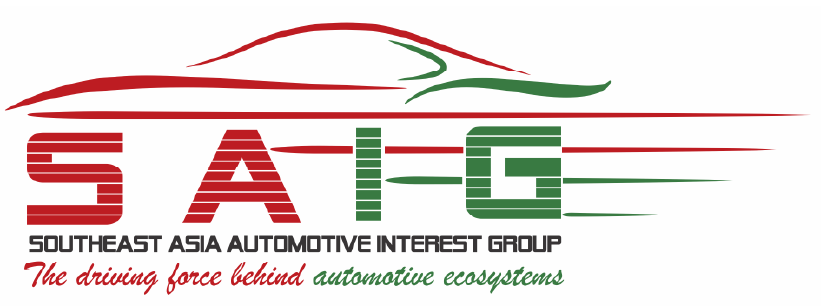 SAIG
SOUTHEAST ASIA AUTOMOTIVE INTEREST GROUP
The driving force behind automotive ecosystems